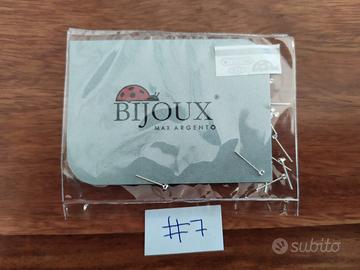 BIJOUX®
MAX ARGENTO
#7
subito